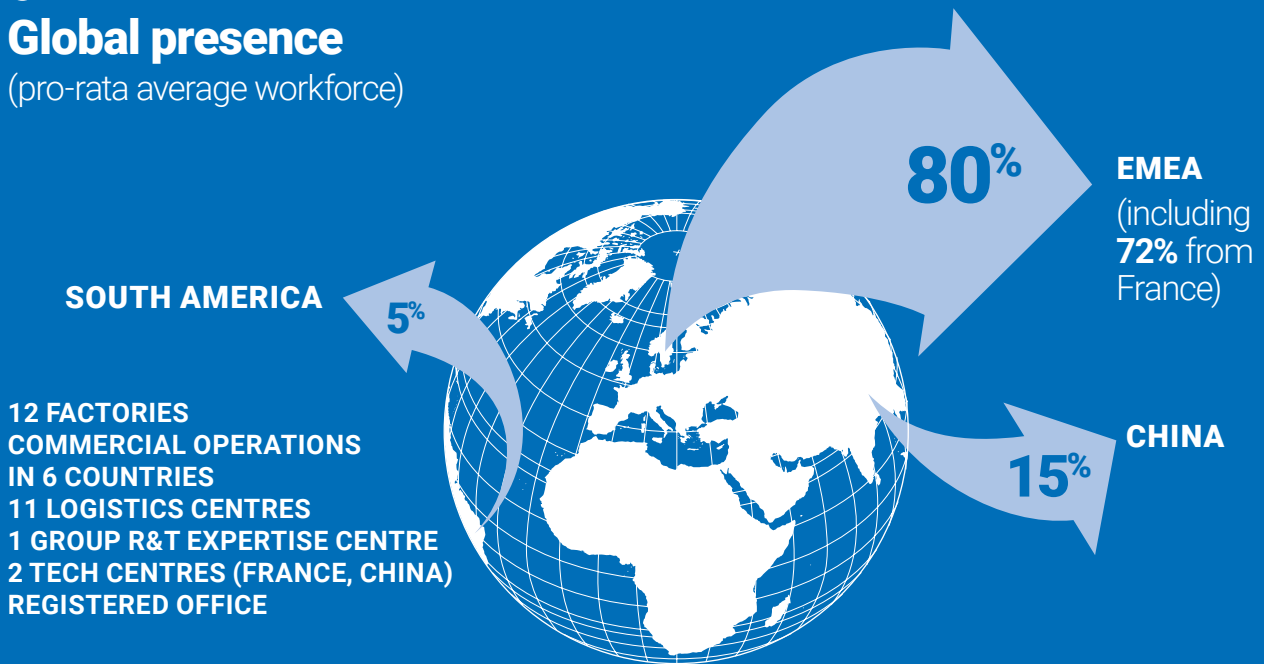 Global presence
(pro-rata average workforce)
80%
EMEA
(including
72% from
France)
SOUTH AMERICA
5%
12 FACTORIES
COMMERCIAL OPERATIONS
IN 6 COUNTRIES
11 LOGISTICS CENTRES
1 GROUP R&T EXPERTISE CENTRE
2 TECH CENTRES (FRANCE, CHINA)
REGISTERED OFFICE
CHINA
15%